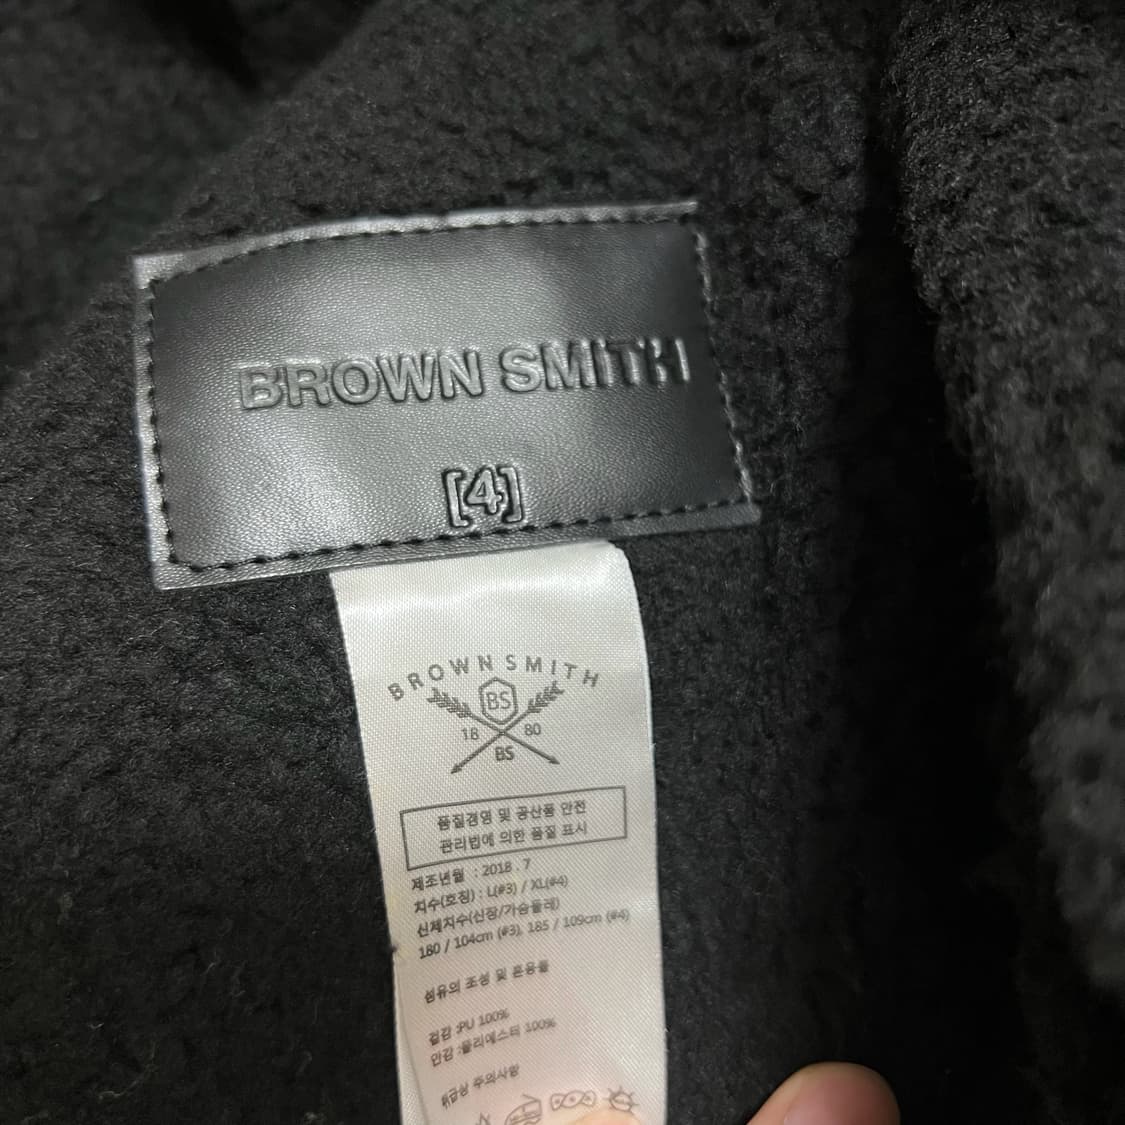 BROWN SMITH
[4]
BROWN SMITH
BS
18 80
BS
품질경영 및 공산품 안전
관리법에 의한 품질 표시
제조년월 : 2018 . 7
치수(호칭) : L(#3) / XL(#4)
신체치수(신장/가슴둘레)
180 / 104cm (#3), 185 / 109cm (#4)
섬유의 조성 및 혼용률
겉감 :PU 100%
안감 :폴리에스터 100%
취급상 주의사항